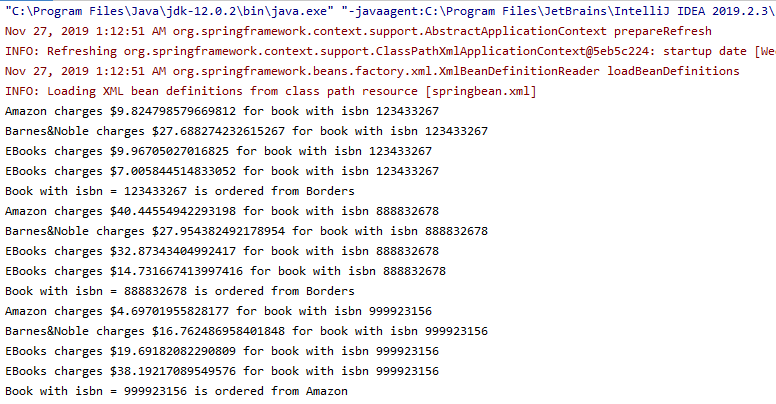 "C:\Program Files\Java\jdk-12.0.2\bin\java.exe" "-javaagent:C:\Program Files\JetBrains\IntelliJ IDEA 2019.2.3\
Nov 27, 2019 1:12:51 AM org.springframework.context.support.AbstractApplicationContext prepareRefresh
INFO: Refreshing org.springframework.context.support.ClassPathXmlApplicationContext@5eb5c224: startup date [We
Nov 27, 2019 1:12:51 AM org.springframework.beans.factory.xml.XmlBeanDefinitionReader loadBeanDefinitions
INFO: Loading XML bean definitions from class path resource [springbean.xml]
Amazon charges $9.824798579669812 for book with isbn 123433267
Barnes&Noble charges $27.688274232615267 for book with isbn 123433267
EBooks charges $9.96705027016825 for book with isbn 123433267
EBooks charges $7.005844514833052 for book with isbn 123433267
Book with isbn = 123433267 is ordered from Borders
Amazon charges $40.44554942293198 for book with isbn 888832678
Barnes&Noble charges $27.954382492178954 for book with isbn 888832678
EBooks charges $32.87343404992417 for book with isbn 888832678
EBooks charges $14.731667413997416 for book with isbn 888832678
Book with isbn = 888832678 is ordered from Borders
Amazon charges $4.69701955828177 for book with isbn 999923156
Barnes&Noble charges $16.762486958401848 for book with isbn 999923156
EBooks charges $19.69182082290809 for book with isbn 999923156
EBooks charges $38.19217089549576 for book with isbn 999923156
Book with isbn = 999923156 is ordered from Amazon